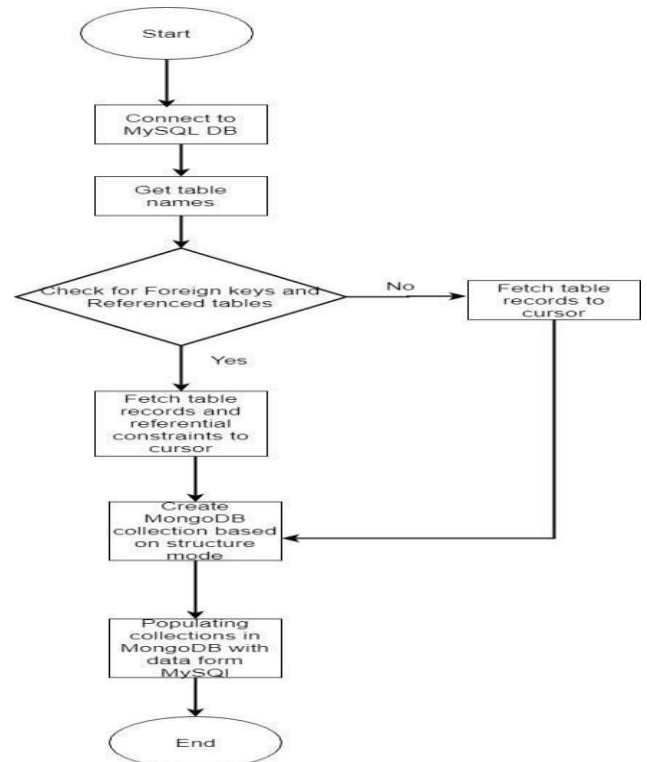 Start
Connect to
MySQL DB
Get table
names
Check for Foreign keys and
Referenced tables
No
Fetch table
records to
cursor
Yes
Fetch table
records and
referential
constraints to
cursor
Create
MongoDB
collection based
on structure
mode
Populating
collections in
MongoDB with
data form
MySQl
End